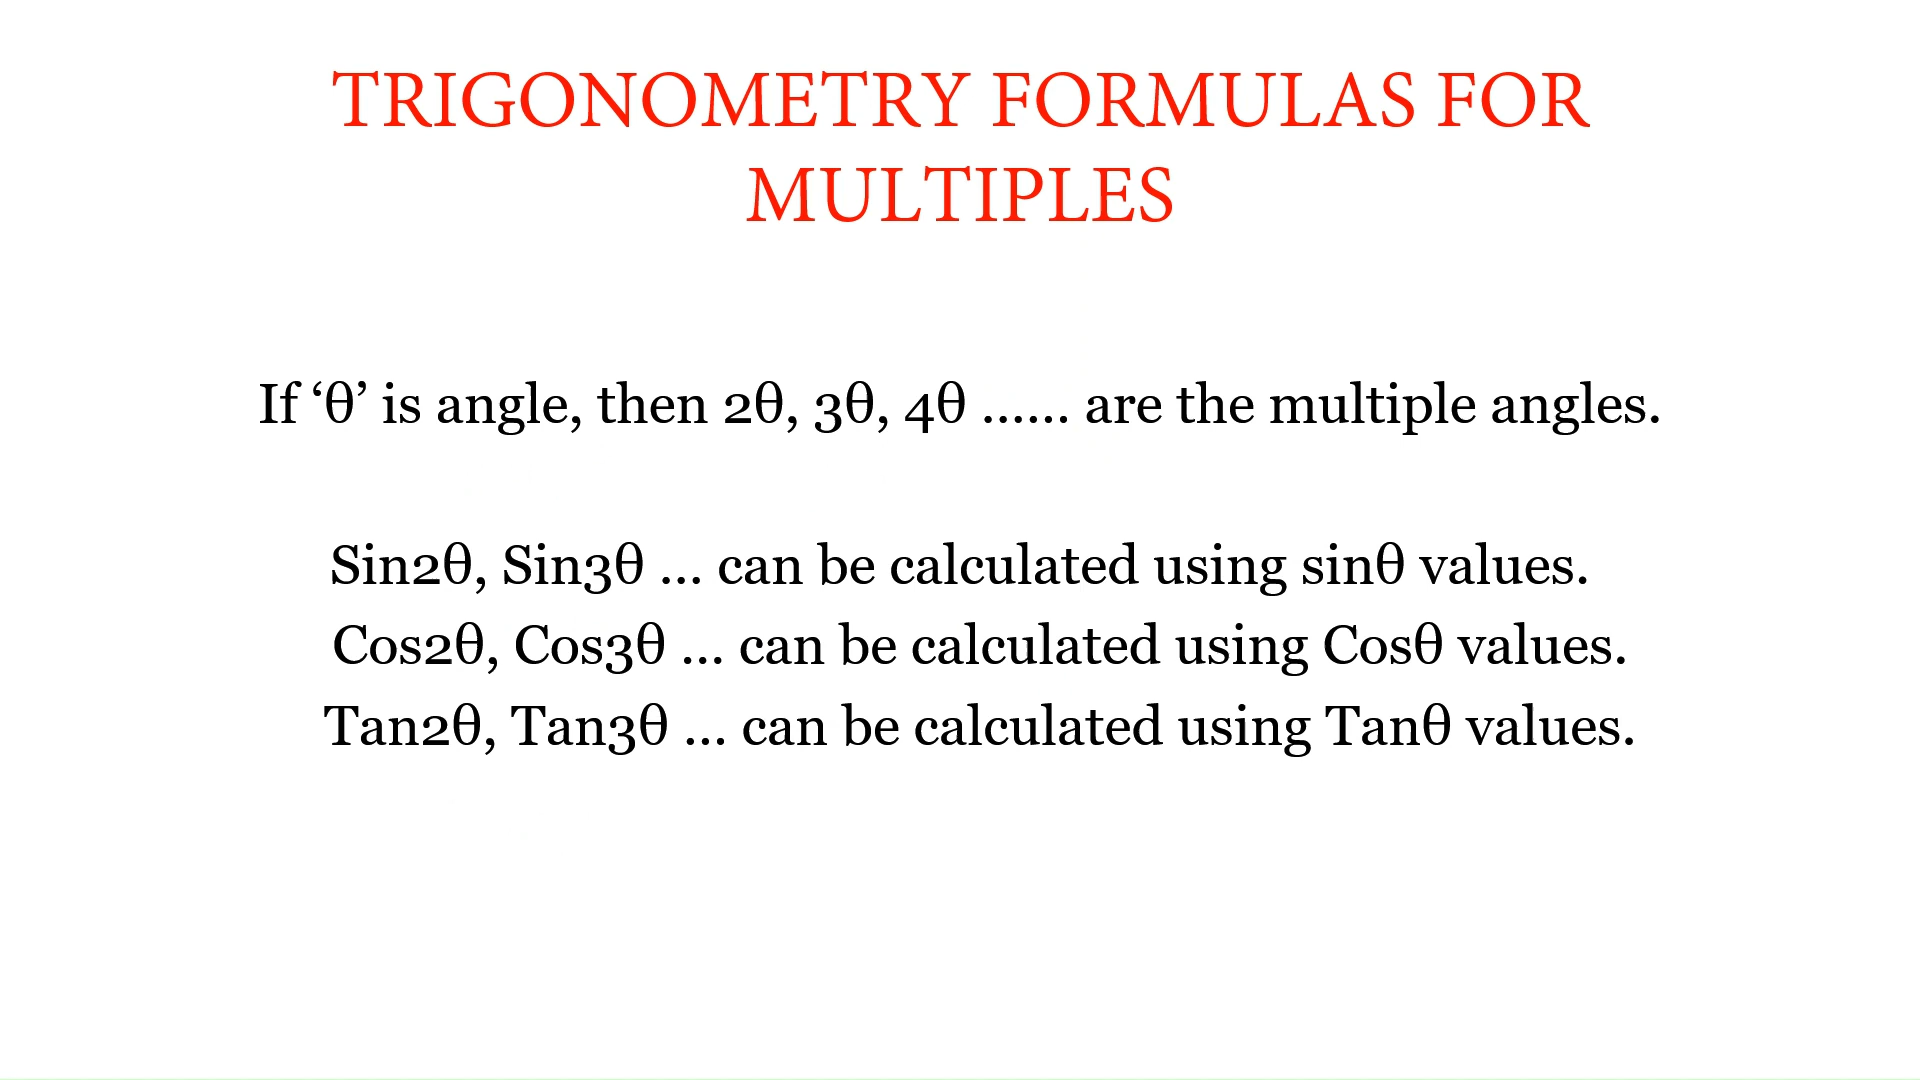 TRIGONOMETRY FORMULAS FOR
MULTIPLES
If ‘θ’ is angle, then 2θ, 3θ, 4θ …… are the multiple angles.
Sin2θ, Sin3θ … can be calculated using sinθ values.
Cos2θ, Cos3θ … can be calculated using Cosθ values.
Tan2θ, Tan3θ … can be calculated using Tanθ values.